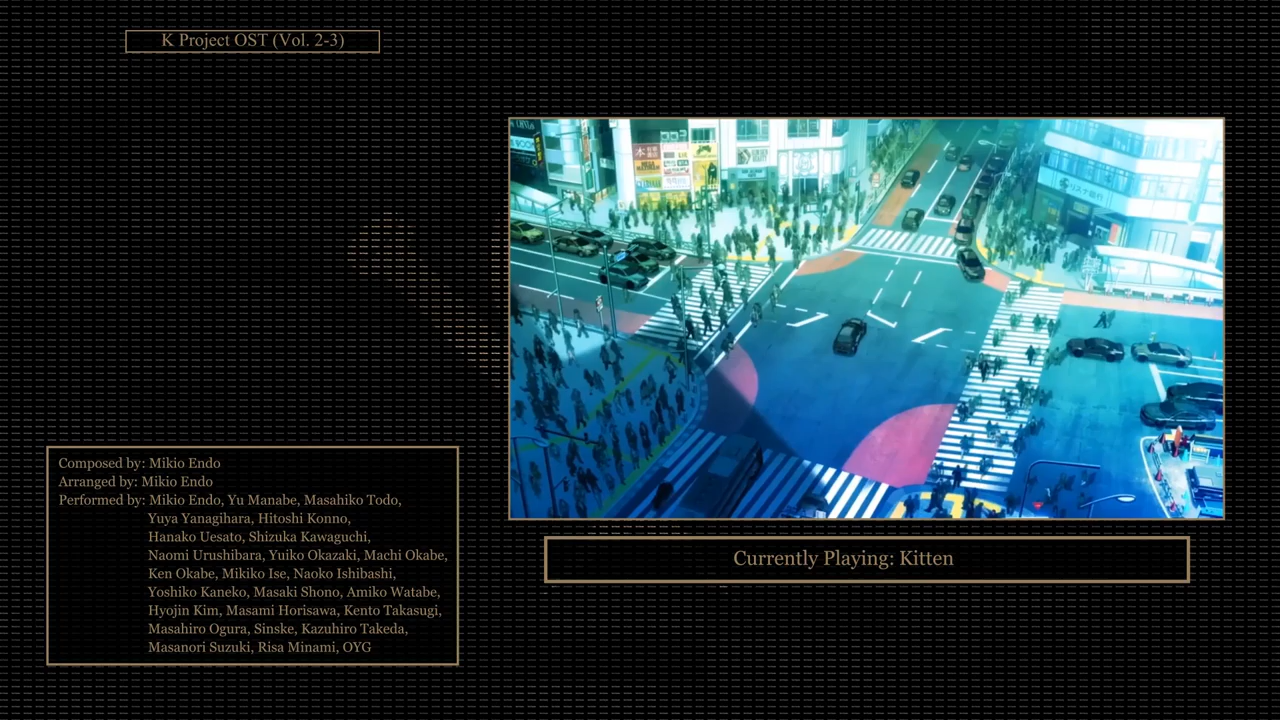 K Project OST (Vol. 2-3)
Currently Playing: Kitten
Composed by: Mikio Endo
Arranged by: Mikio Endo
Performed by: Mikio Endo, Yu Manabe, Masahiko Todo,
Yuya Yanagihara, Hitoshi Konno,
Hanako Uesato, Shizuka Kawaguchi,
Naomi Urushibara, Yuiko Okazaki, Machi Okabe,
Ken Okabe, Mikiko Ise, Naoko Ishibashi,
Yoshiko Kaneko, Masaki Shono, Amiko Watabe,
Hyojin Kim, Masami Horisawa, Kento Takasugi,
Masahiro Ogura, Sinske, Kazuhiro Takeda,
Masanori Suzuki, Risa Minami, OYG